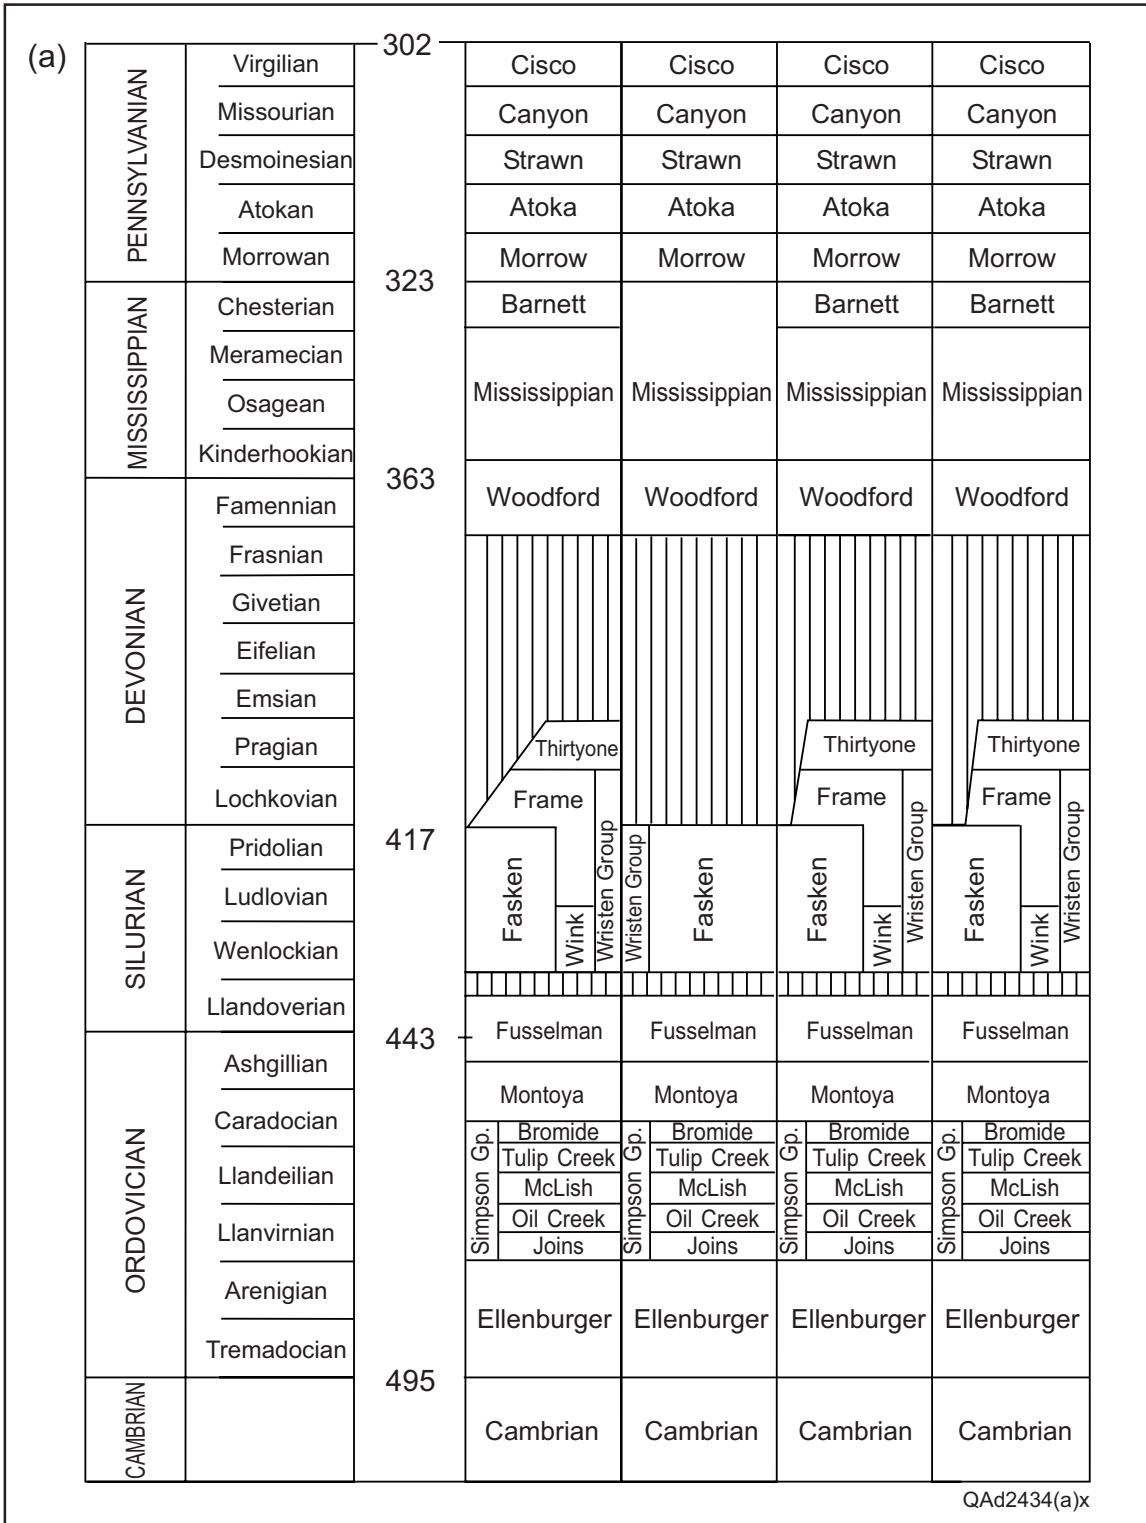 (a)
302
Virgilian
Cisco
Cisco
Cisco
Cisco
PENNSYLVANIAN
Missourian
Canyon
Canyon
Canyon
Canyon
Desmoinesian
Strawn
Strawn
Strawn
Strawn
Atokan
Atoka
Atoka
Atoka
Atoka
Morrowan
Morrow
Morrow
Morrow
Morrow
323
MISSISSIPPIAN
Chesterian
Barnett
Barnett
Barnett
Meramecian
Osagean
Mississippian
Mississippian
Mississippian
Mississippian
Kinderhookian
363
DEVONIAN
Famennian
Woodford
Woodford
Woodford
Woodford
Frasnian
Givetian
Eifelian
Emsian
Pragian
Thirtyone
Thirtyone
Thirtyone
Lochkovian
Frame
Frame
Frame
417
SILURIAN
Pridolian
Ludlovian
Wenlockian
Fasken
Wink
Wristen Group
Wristen Group
Fasken
Fasken
Wink
Wristen Group
Fasken
Wink
Wristen Group
Llandoverian
443
Fusselman
Fusselman
Fusselman
Fusselman
ORDOVICIAN
Ashgillian
Montoya
Montoya
Montoya
Montoya
Caradocian
Simpson Gp.
Bromide
Simpson Gp.
Bromide
Simpson Gp.
Bromide
Simpson Gp.
Bromide
Tulip Creek
Tulip Creek
Tulip Creek
Tulip Creek
Llandeilian
McLish
McLish
McLish
McLish
Llanvirnian
Oil Creek
Oil Creek
Oil Creek
Oil Creek
Joins
Joins
Joins
Joins
Arenigian
Ellenburger
Ellenburger
Ellenburger
Ellenburger
Tremadocian
495
CAMBRIAN
Cambrian
Cambrian
Cambrian
Cambrian
QAd2434(a)x